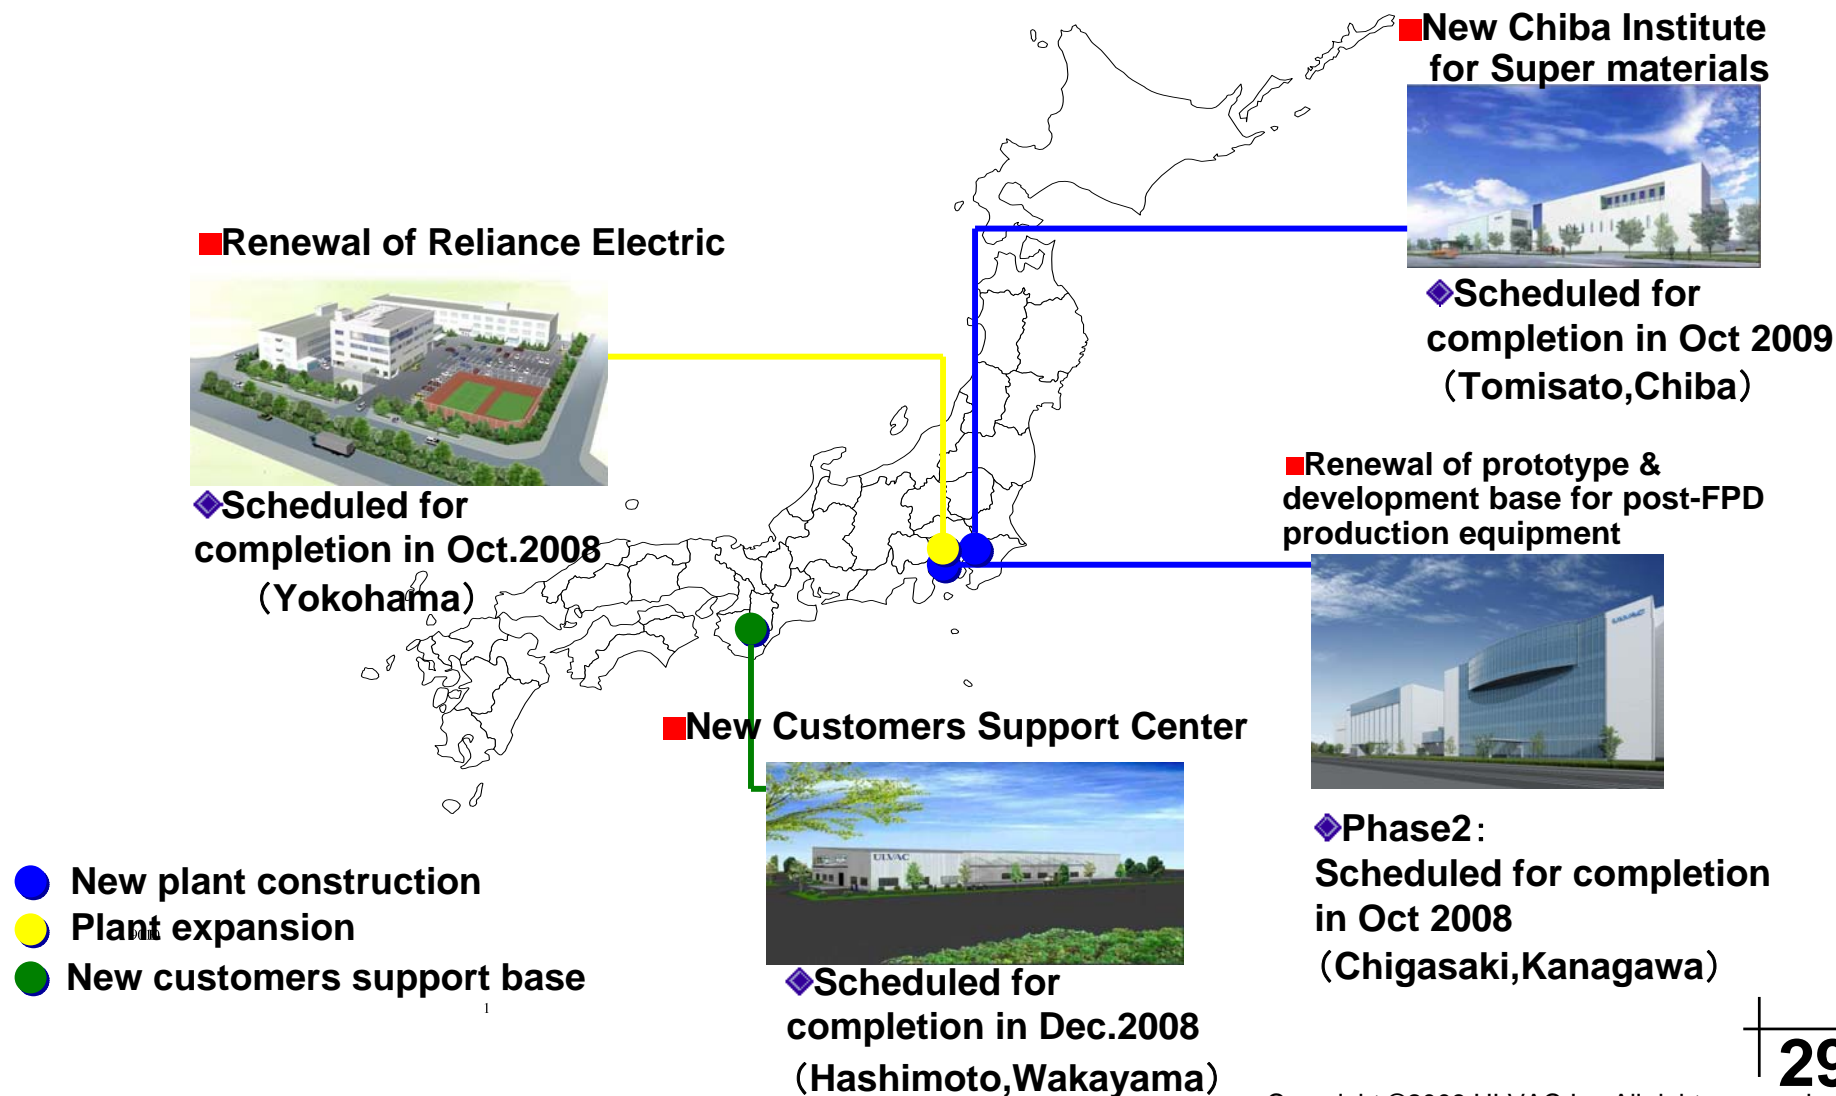 ■New Chiba Institute
for Super materials
◆Scheduled for
completion in Oct 2009
（Tomisato,Chiba）
■Renewal of Reliance Electric
◆Scheduled for
completion in Oct.2008
（Yokohama）
■Renewal of prototype &
development base for post-FPD
production equipment
ULVAC
◆Phase2：
Scheduled for completion
in Oct 2008
（Chigasaki,Kanagawa）
■New Customers Support Center
ULVAC
◆Scheduled for
completion in Dec.2008
（Hashimoto,Wakayama）
New plant construction
Plant expansion
New customers support base
I
29